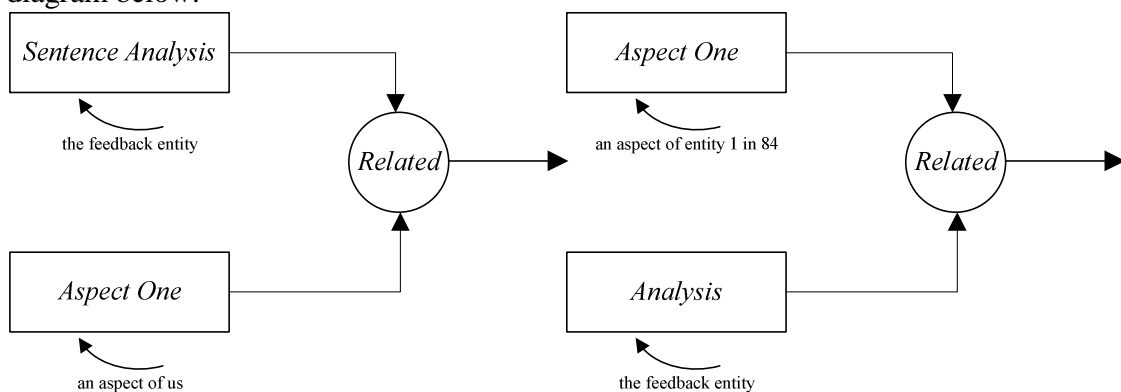 diagram below.
Sentence Analysis
the feedback entity
Related
Aspect One
an aspect of us
Aspect One
an aspect of entity 1 in 84
Related
Analysis
the feedback entity